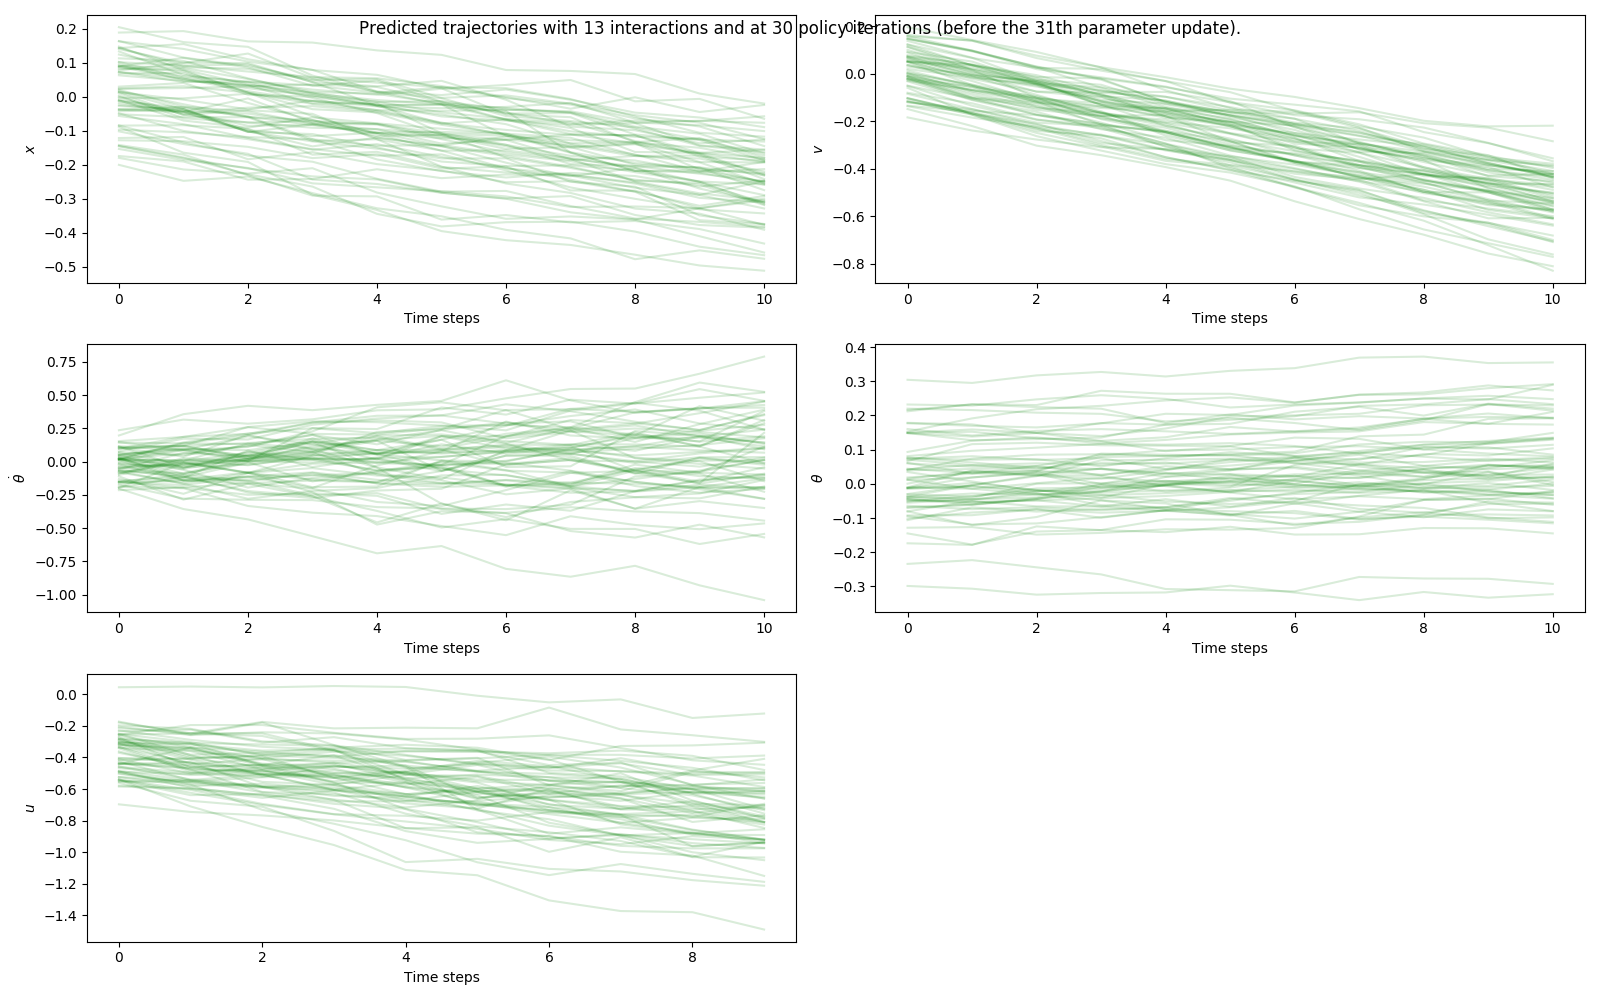 Predicted trajectories with 13 interactions and at 30 policy iterations (before the 31th parameter update).
0.2
0.1
0.0
−0.1
−0.2
−0.3
−0.4
−0.5
x
0 2 4 6 8 10
Time steps
0.2
0.0
−0.2
−0.4
−0.6
−0.8
v
0 2 4 6 8 10
Time steps
0.75
0.50
0.25
0.00
−0.25
−0.50
−0.75
−1.00
θ̇
0 2 4 6 8 10
Time steps
0.4
0.3
0.2
0.1
0.0
−0.1
−0.2
−0.3
θ
0 2 4 6 8 10
Time steps
0.0
−0.2
−0.4
−0.6
−0.8
−1.0
−1.2
−1.4
u
0 2 4 6 8
Time steps